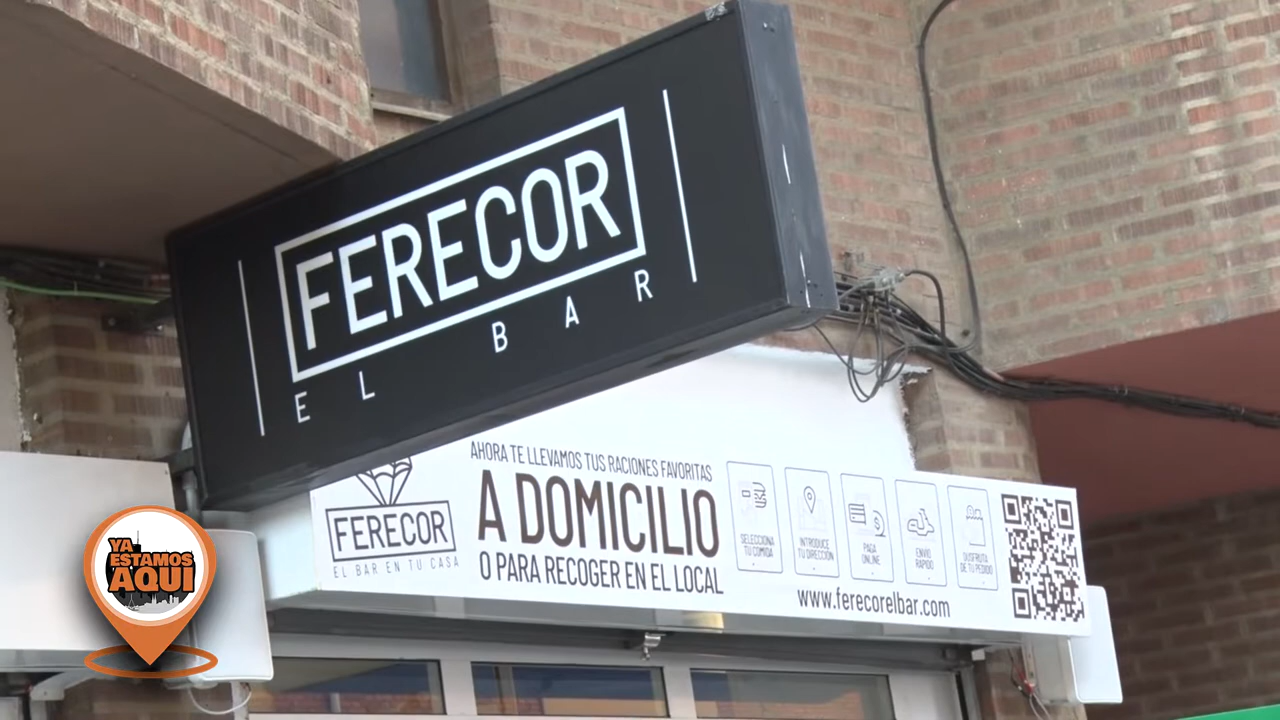 FERECOR
EL BAR
AHORA TE LLEVAMOS TUS RACIONES FAVORITAS
A DOMICILIO
O PARA RECOGER EN EL LOCAL
FERECOR
EL BAR EN TU CASA
SELECCIONA
TU COMIDA
INTRODUCE
TU DIRECCIÓN
PAGA
ONLINE
ENVÍO
RÁPIDO
DISFRUTA
DE TU PEDIDO
www.ferecorelbar.com
YA
ESTAMOS
AQUÍ